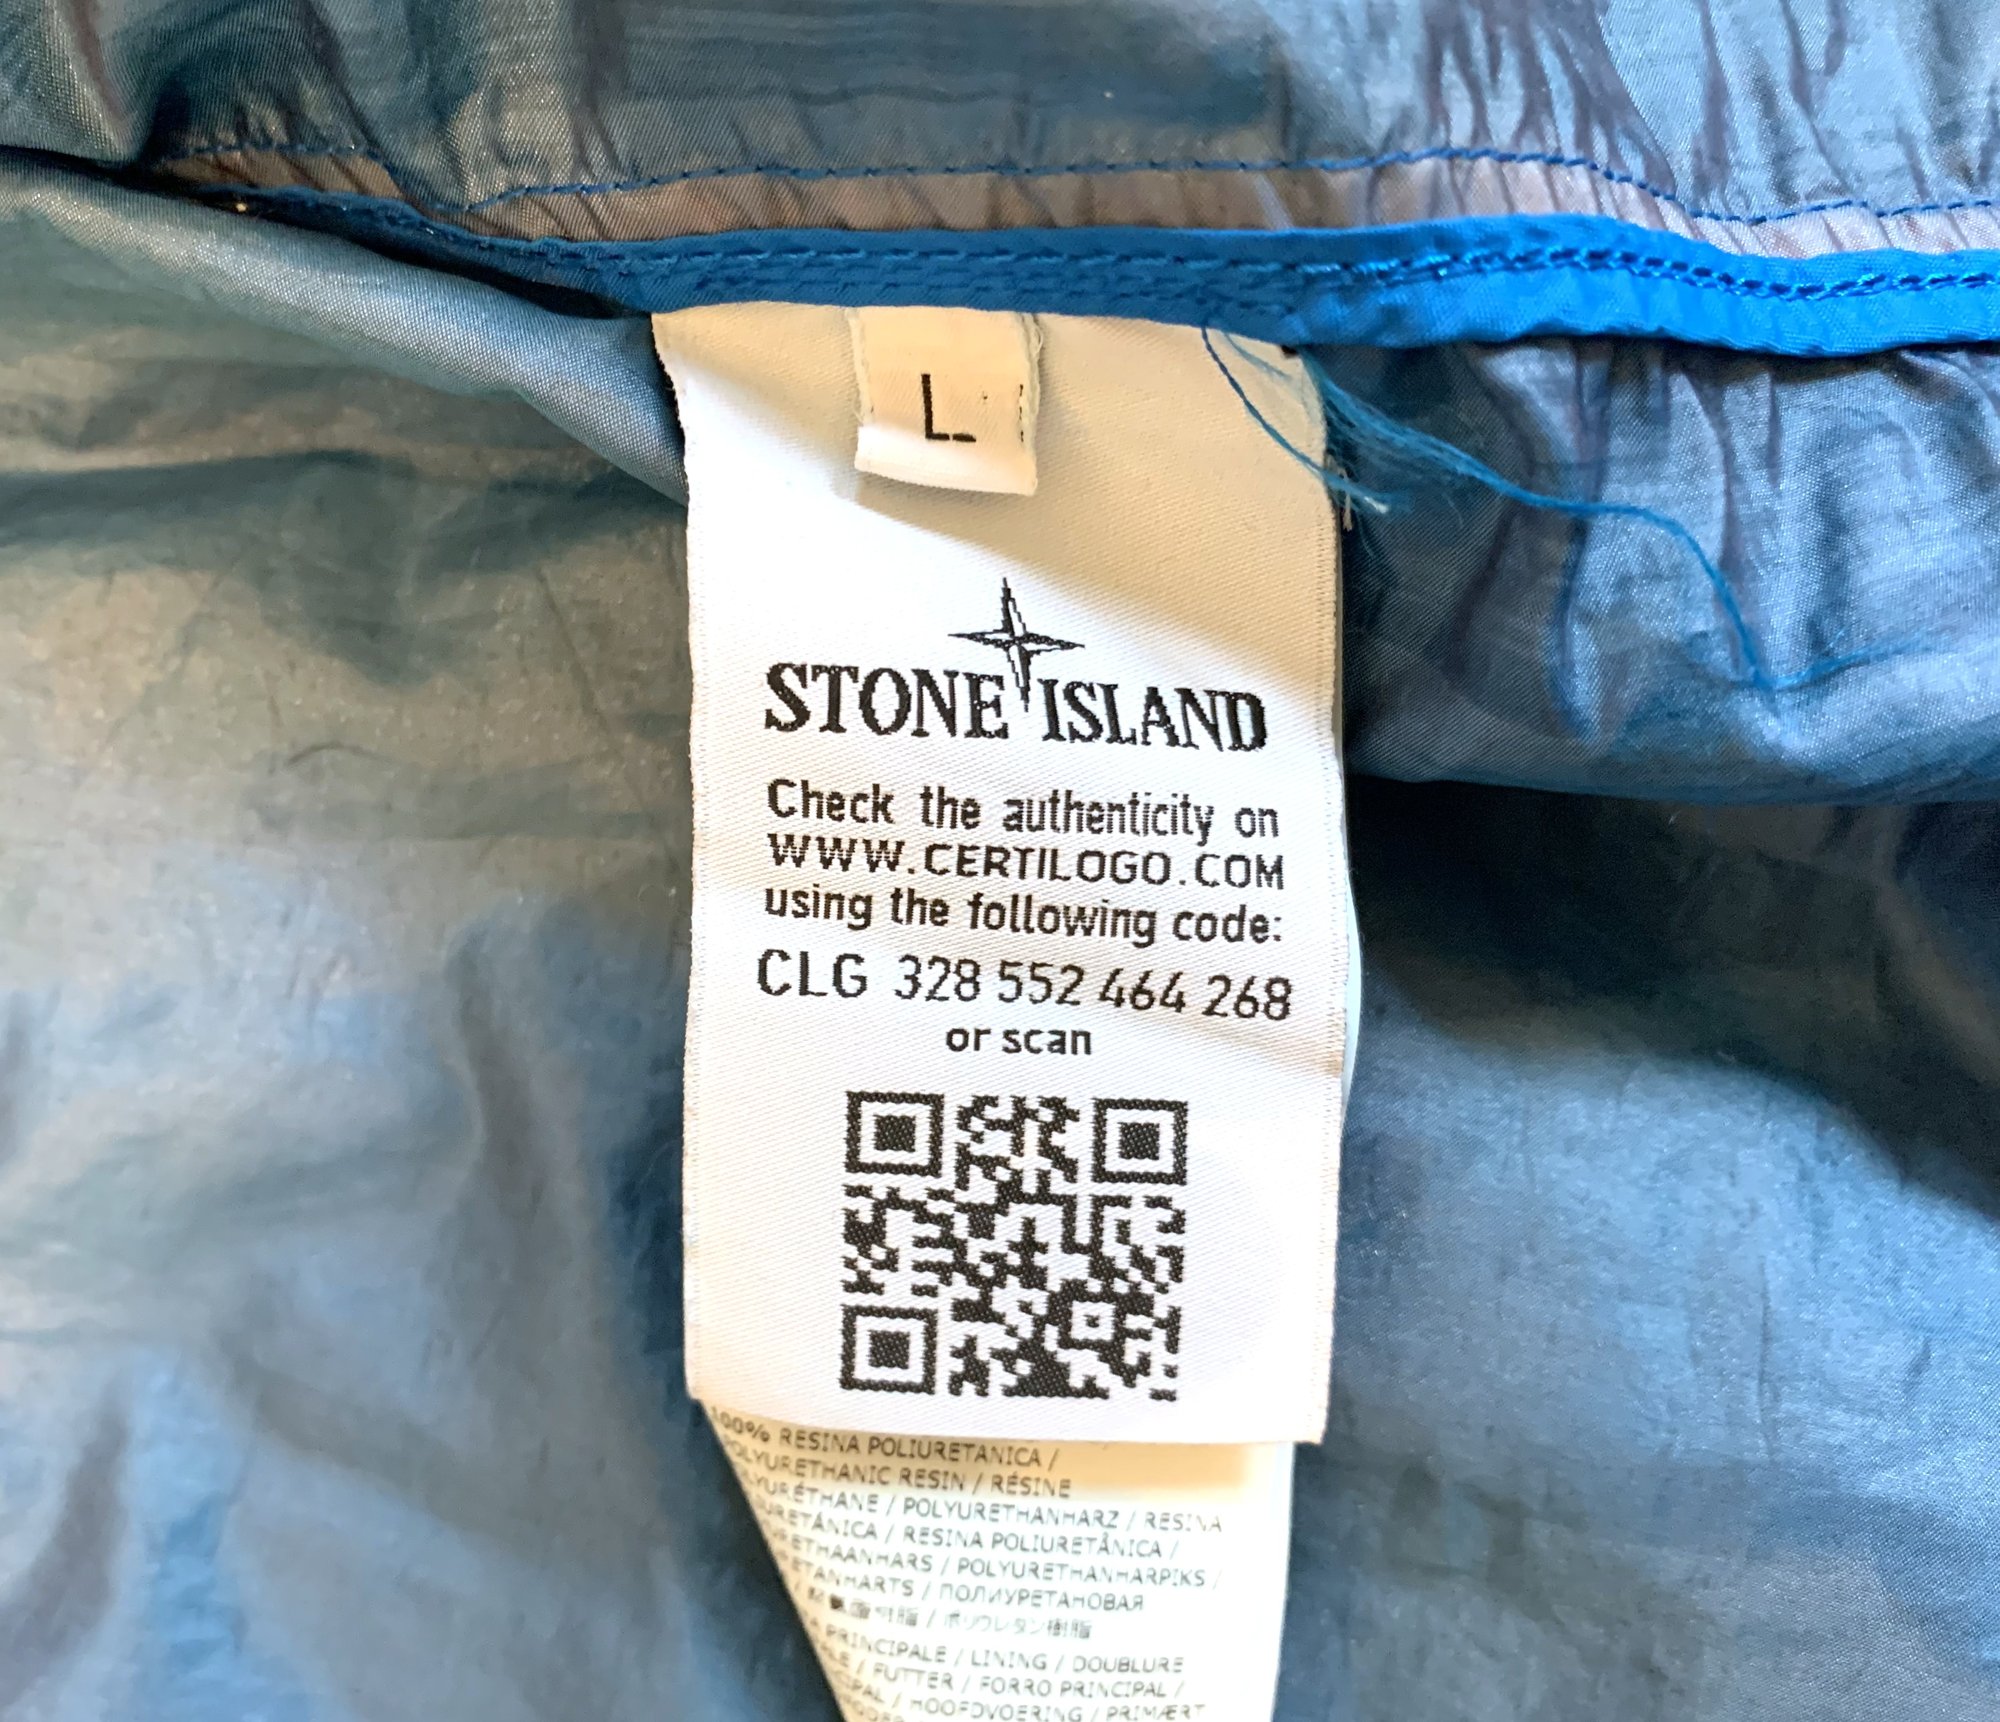 L
STONE ISLAND
Check the authenticity on
WWW.CERTILOGO.COM
using the following code:
CLG 328 552 464 268
or scan
100% RESINA POLIURETANICA /
POLYURETHANIC RESIN / RÉSINE
/ POLYURETHANHARZ / RESINA
/ RESINA POLIURETÂNICA /
/ POLYURETHANHARPIKS /
/ ПОЛИУРЕТАНОВАЯ
/ ポリウレタン樹脂
PRINCIPALE / LINING / DOUBLURE
/ FUTTER / FORRO PRINCIPAL /
/ HOOFDVOERING / PRIMÆRT